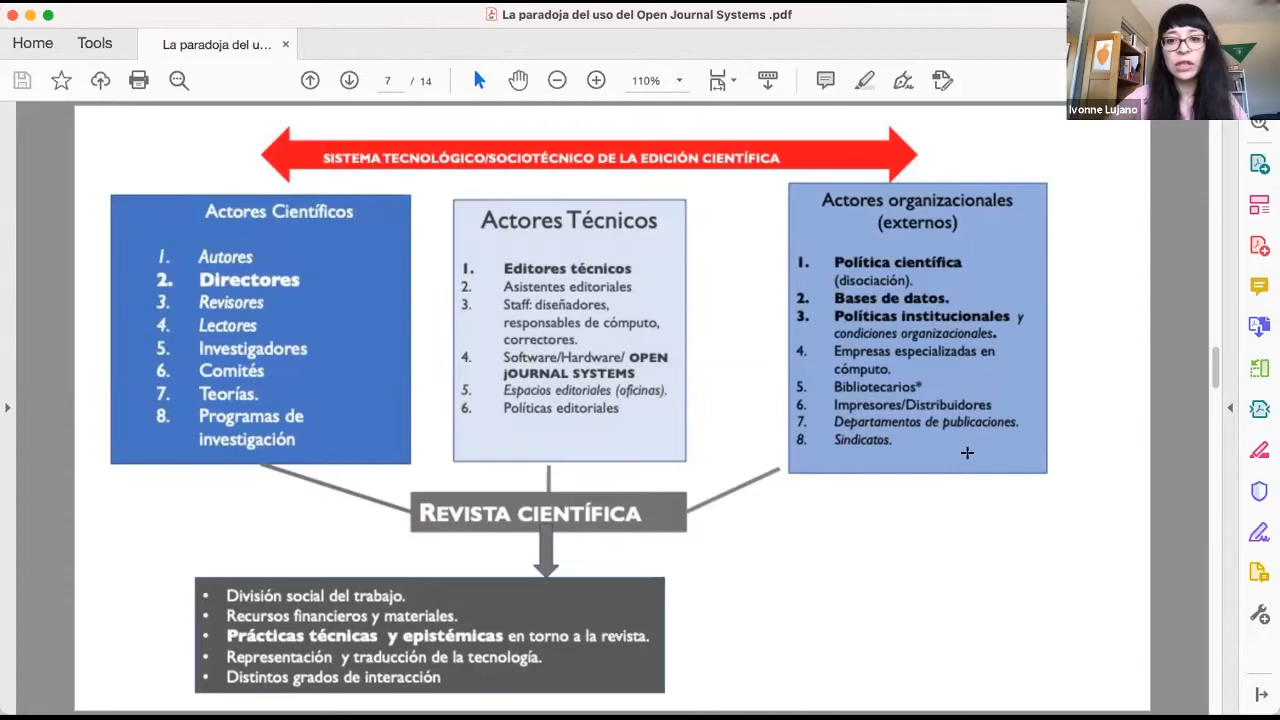 La paradoja del uso del Open Journal Systems .pdf
Home
Tools
La paradoja del u...
×
7 / 14
110%
Ivonne Lujano
SISTEMA TECNOLÓGICO/SOCIOTÉCNICO DE LA EDICIÓN CIENTÍFICA
Actores Científicos
1. Autores
2. Directores
3. Revisores
4. Lectores
5. Investigadores
6. Comités
7. Teorías.
8. Programas de
investigación
Actores Técnicos
1. Editores técnicos
2. Asistentes editoriales
3. Staff: diseñadores,
responsables de cómputo,
correctores.
4. Software/Hardware/ OPEN
jOURNAL SYSTEMS
5. Espacios editoriales (oficinas).
6. Políticas editoriales
Actores organizacionales
(externos)
1. Política científica
(disociación).
2. Bases de datos.
3. Políticas institucionales y
condiciones organizacionales.
4. Empresas especializadas en
cómputo.
5. Bibliotecarios*
6. Impresores/Distribuidores
7. Departamentos de publicaciones.
8. Sindicatos.
REVISTA CIENTÍFICA
• División social del trabajo.
• Recursos financieros y materiales.
• Prácticas técnicas y epistémicas en torno a la revista.
• Representación y traducción de la tecnología.
• Distintos grados de interacción